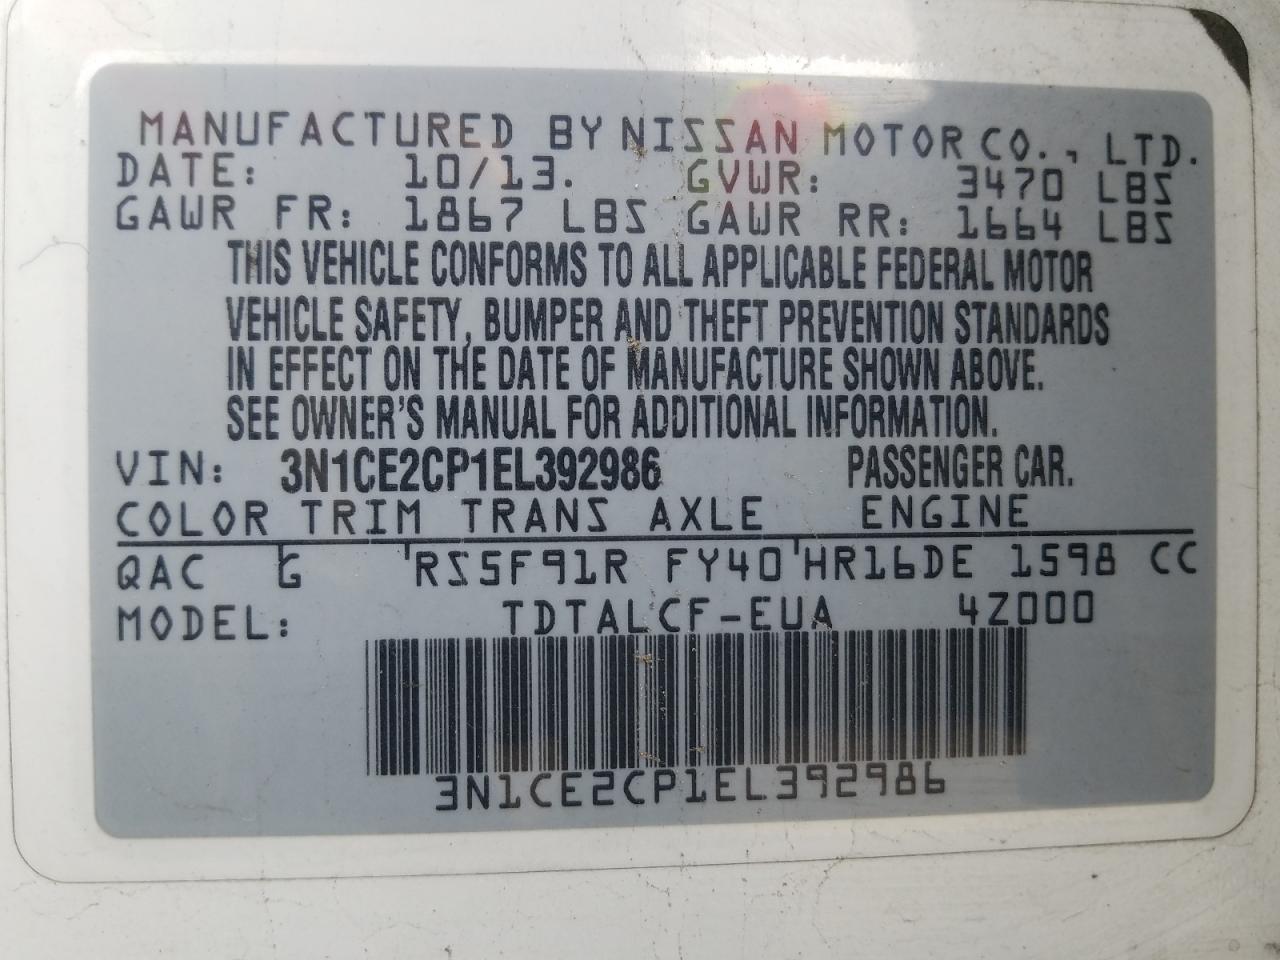 MANUFACTURED BY NISSAN MOTOR CO., LTD.
DATE: 10/13. GVWR: 3470 LBS
GAWR FR: 1867 LBS GAWR RR: 1664 LBS
THIS VEHICLE CONFORMS TO ALL APPLICABLE FEDERAL MOTOR
VEHICLE SAFETY, BUMPER AND THEFT PREVENTION STANDARDS
IN EFFECT ON THE DATE OF MANUFACTURE SHOWN ABOVE.
SEE OWNER'S MANUAL FOR ADDITIONAL INFORMATION.
VIN: 3N1CE2CP1EL392986 PASSENGER CAR.
COLOR TRIM TRANS AXLE ENGINE
QAC G RS5F91R FY40 HR16DE 1598 CC
MODEL: TDTALCF-EUA 4Z000
3N1CE2CP1EL392986